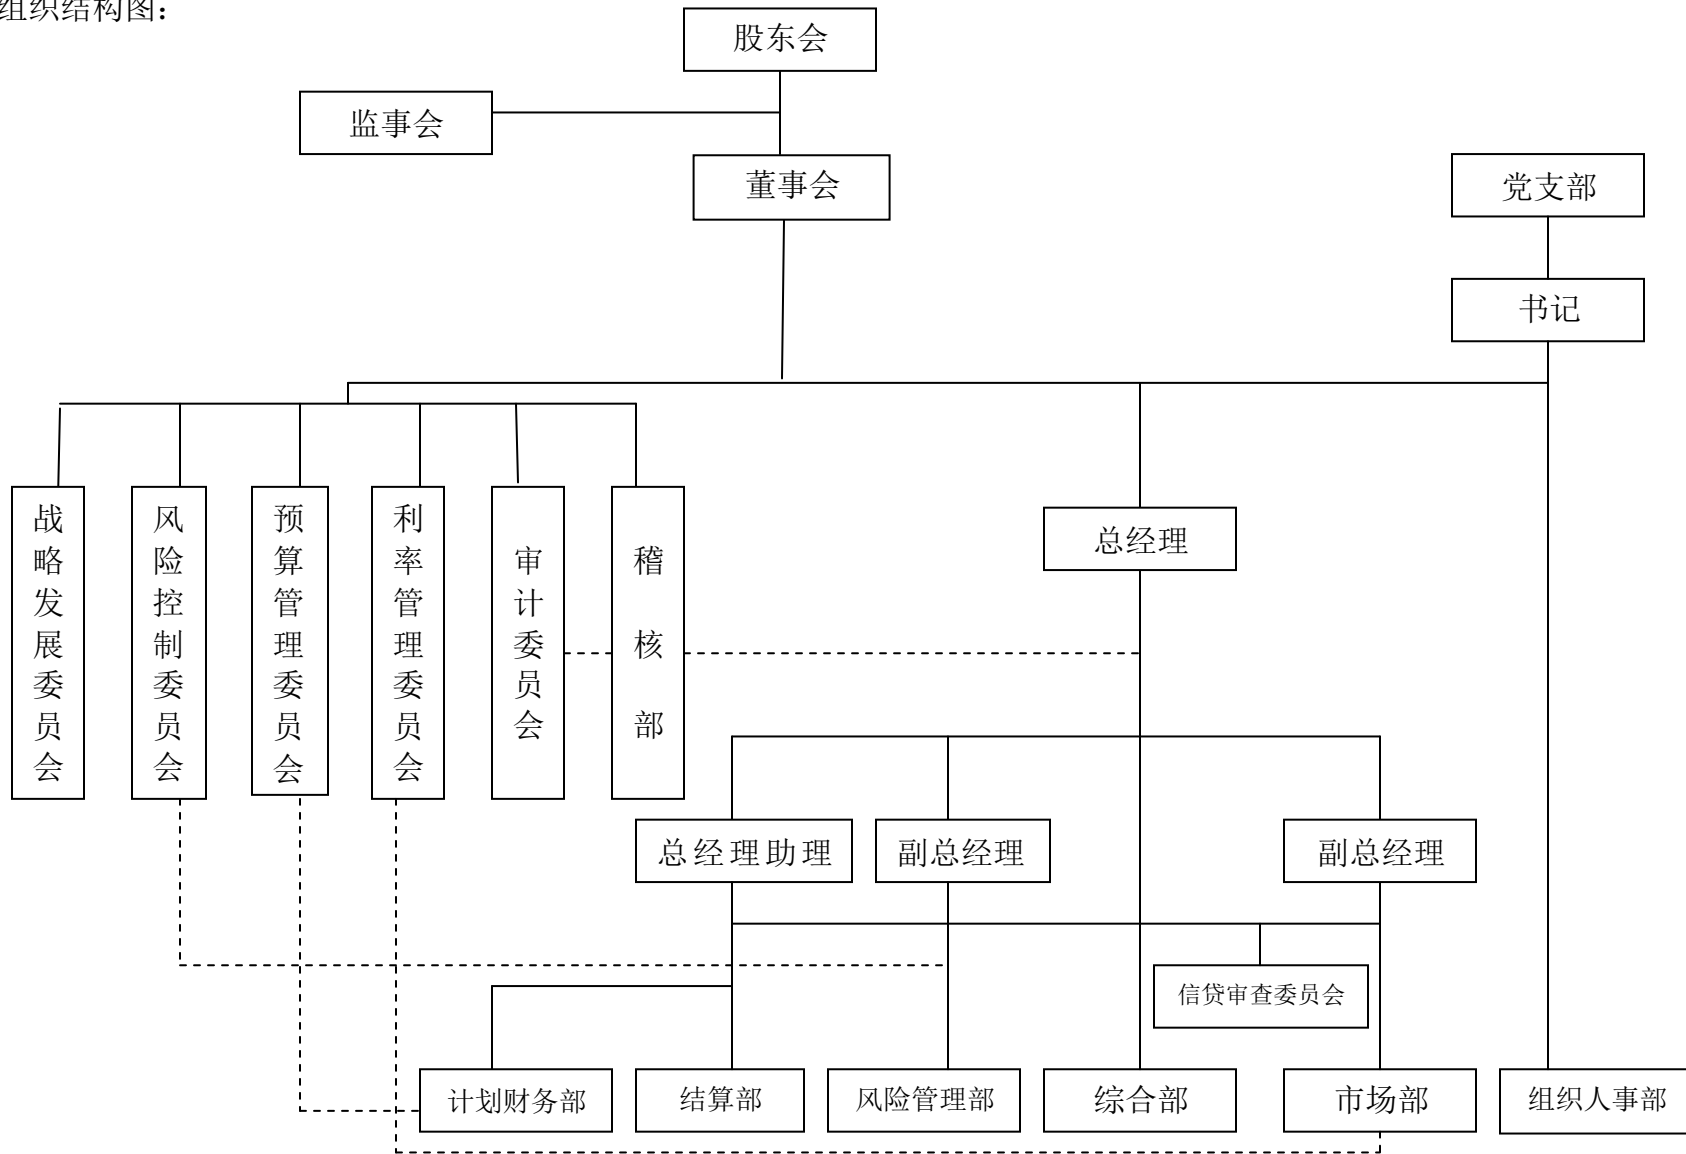 组织结构图：
股东会
监事会
董事会
党支部
书记
战略发展委员会
风险控制委员会
预算管理委员会
利率管理委员会
审计委员会
稽核部
总经理
总经理助理
副总经理
副总经理
信贷审查委员会
计划财务部
结算部
风险管理部
综合部
市场部
组织人事部